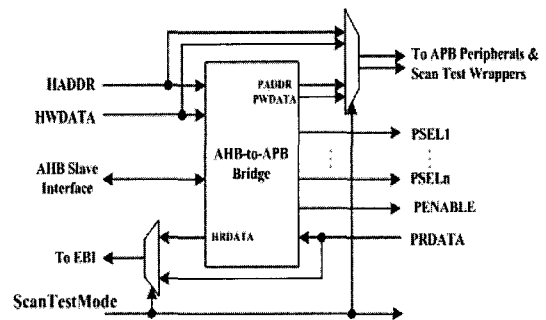 To APB Peripherals &
Scan Test Wrappers
HADDR
PADDR
PWDATA
HWDATA
AHB-to-APB
Bridge
PSEL1
AHB Slave
Interface
PSELn
PENABLE
HRDATA
PRDATA
To EBI
ScanTestMode